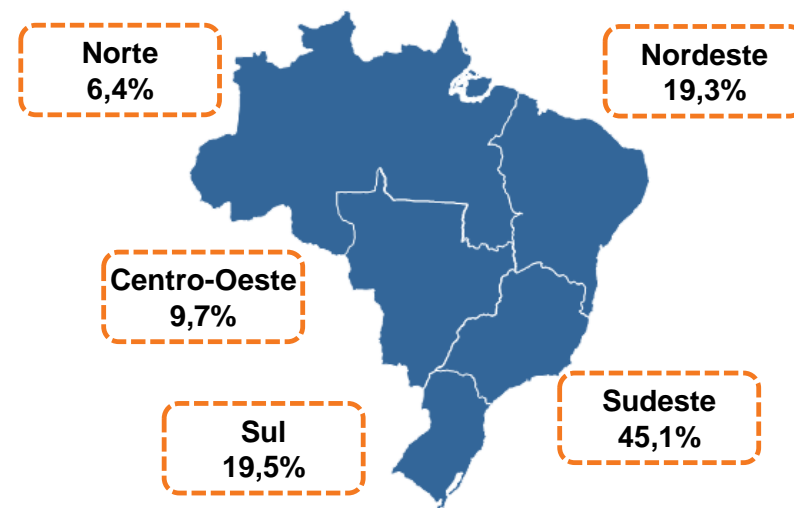 Norte
6,4%
Nordeste
19,3%
Centro-Oeste
9,7%
Sudeste
45,1%
Sul
19,5%